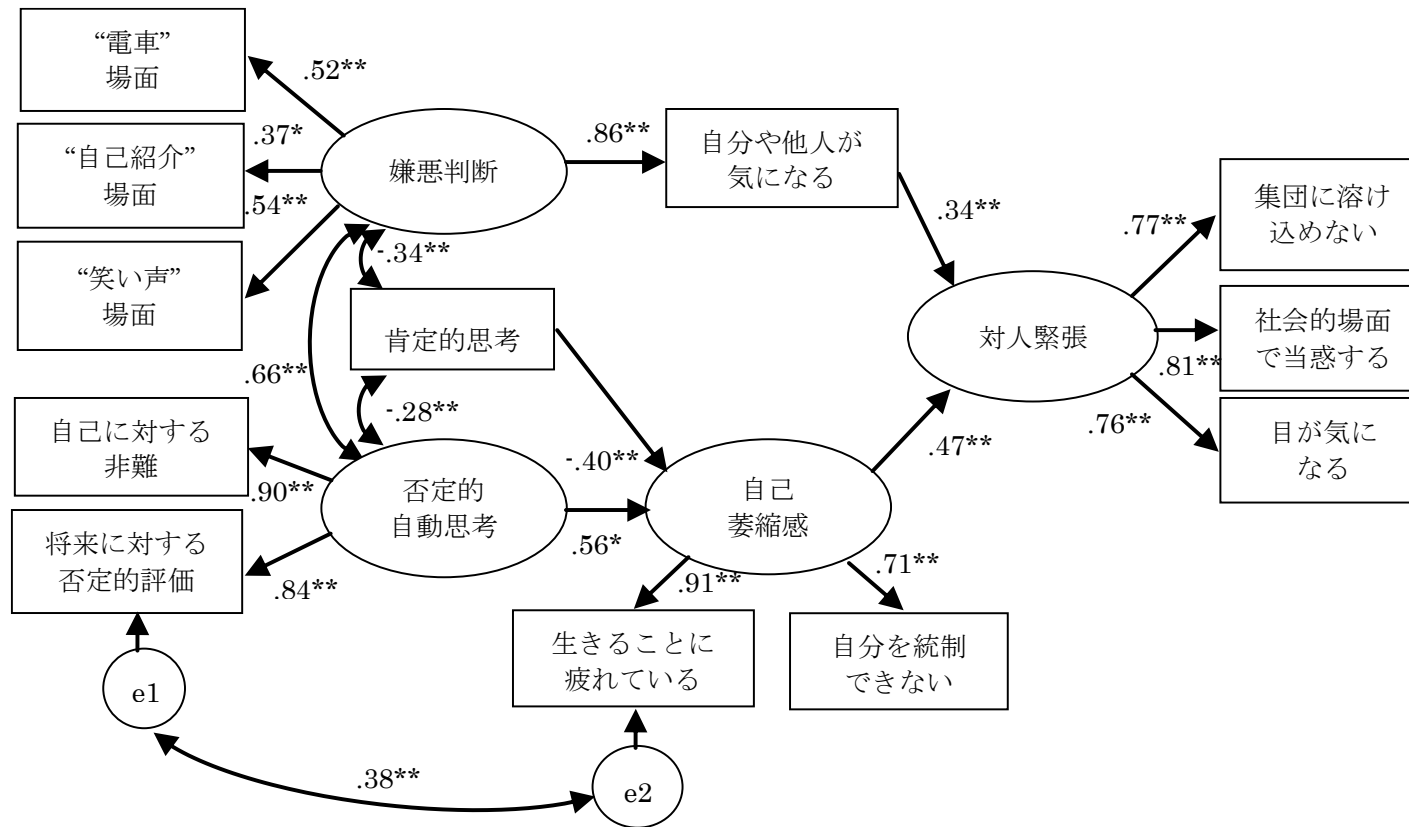 “電車”
場面
.52**
.37*
“自己紹介”
場面
.54**
“笑い声”
場面
嫌悪判断
.86**
自分や他人が
気になる
.34**
-.34**
肯定的思考
.66**
-.28**
-.40**
自己に対する
非難
.90**
将来に対する
否定的評価
.84**
否定的
自動思考
.56*
自己
萎縮感
.47**
対人緊張
.77**
集団に溶け
込めない
社会的場面
で当惑する
.81**
.76**
目が気に
なる
.91**
.71**
生きることに
疲れている
自分を統制
できない
e1
.38**
e2